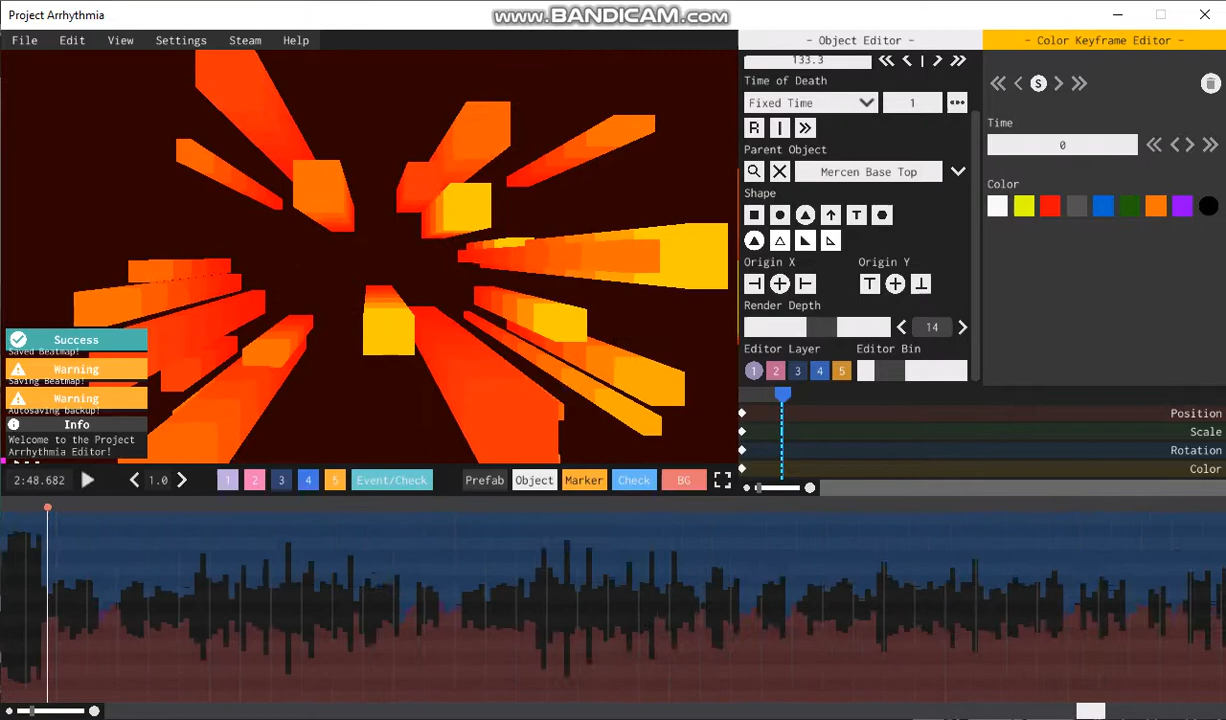 Project Arrhythmia
www.BANDICAM.com
File Edit View Settings Steam Help
- Object Editor -
- Color Keyframe Editor -
133.3
Time of Death
Fixed Time
1
R
Parent Object
Mercen Base Top
Shape
T
Origin X
Origin Y
Render Depth
14
Editor Layer
Editor Bin
1 2 3 4 5
S
Time
0
Color
Position
Scale
Rotation
Color
Success
Saved Beatmap!
Warning
Saving Beatmap!
Warning
Autosaving backup!
Info
Welcome to the Project
Arrhythmia Editor!
2:48.682
1.0
1 2 3 4 5
Event/Check
Prefab
Object
Marker
Check
BG